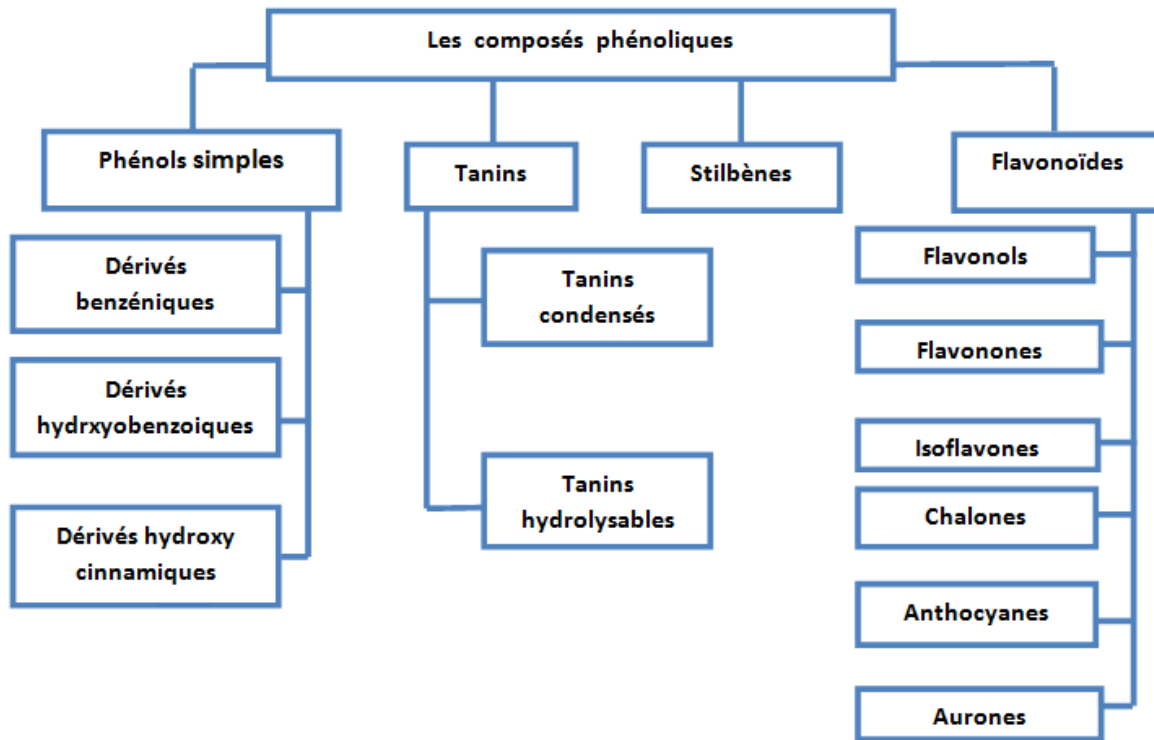 Les composés phénoliques
Phénols simples
Tanins
Stilbènes
Flavonoïdes
Dérivés
benzéniques
Dérivés
hydrxyobenzoiques
Dérivés hydroxy
cinnamiques
Tanins
condensés
Tanins
hydrolysables
Flavonols
Flavonones
Isoflavones
Chalones
Anthocyanes
Aurones